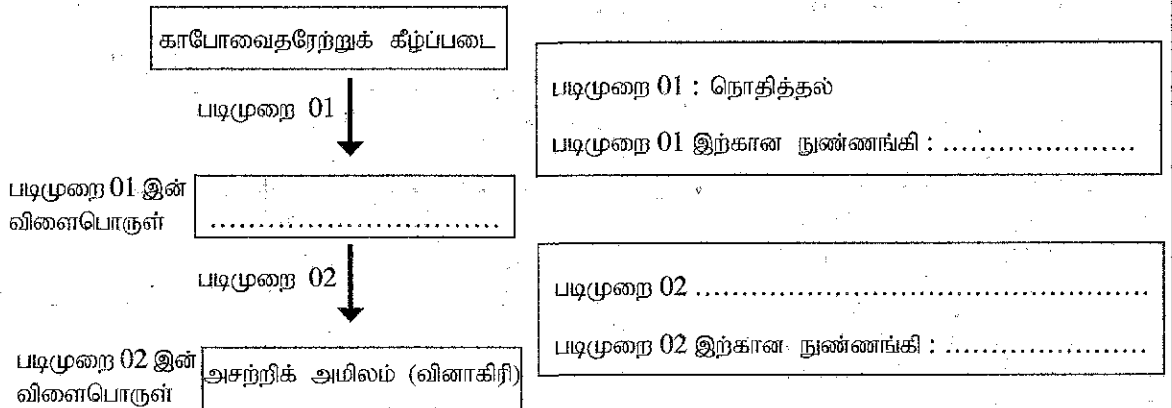 காபோவைதரேற்றுக் கீழ்ப்படை
படிமுறை 01
படிமுறை 01 : நொதித்தல்
படிமுறை 01 இற்கான நுண்ணங்கி : ......................
படிமுறை 01 இன்
விளைபொருள்
..............................
படிமுறை 02
படிமுறை 02 ....................................................
படிமுறை 02 இற்கான நுண்ணங்கி : ......................
படிமுறை 02 இன்
விளைபொருள்
அசற்றிக் அமிலம் (வினாகிரி)